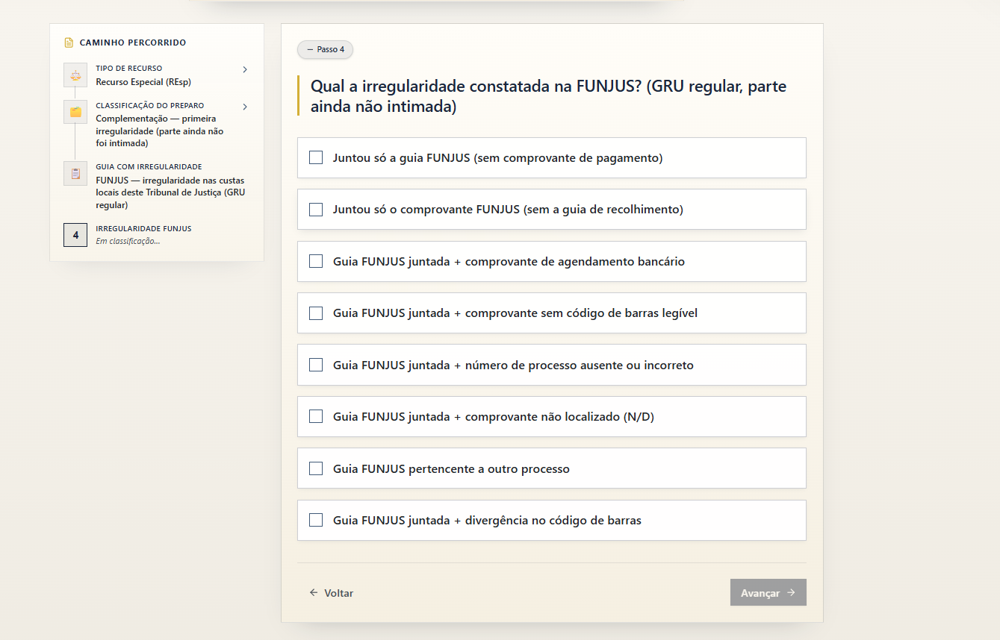 CAMINHO PERCORRIDO
TIPO DE RECURSO
Recurso Especial (REsp)
CLASSIFICAÇÃO DO PREPARO
Complementação — primeira
irregularidade (parte ainda não
foi intimada)
GUIA COM IRREGULARIDADE
FUNJUS — irregularidade nas custas
locais deste Tribunal de Justiça (GRU
regular)
4
IRREGULARIDADE FUNJUS
Em classificação...
— Passo 4
Qual a irregularidade constatada na FUNJUS? (GRU regular, parte
ainda não intimada)
Juntou só a guia FUNJUS (sem comprovante de pagamento)
Juntou só o comprovante FUNJUS (sem a guia de recolhimento)
Guia FUNJUS juntada + comprovante de agendamento bancário
Guia FUNJUS juntada + comprovante sem código de barras legível
Guia FUNJUS juntada + número de processo ausente ou incorreto
Guia FUNJUS juntada + comprovante não localizado (N/D)
Guia FUNJUS pertencente a outro processo
Guia FUNJUS juntada + divergência no código de barras
← Voltar
Avançar →